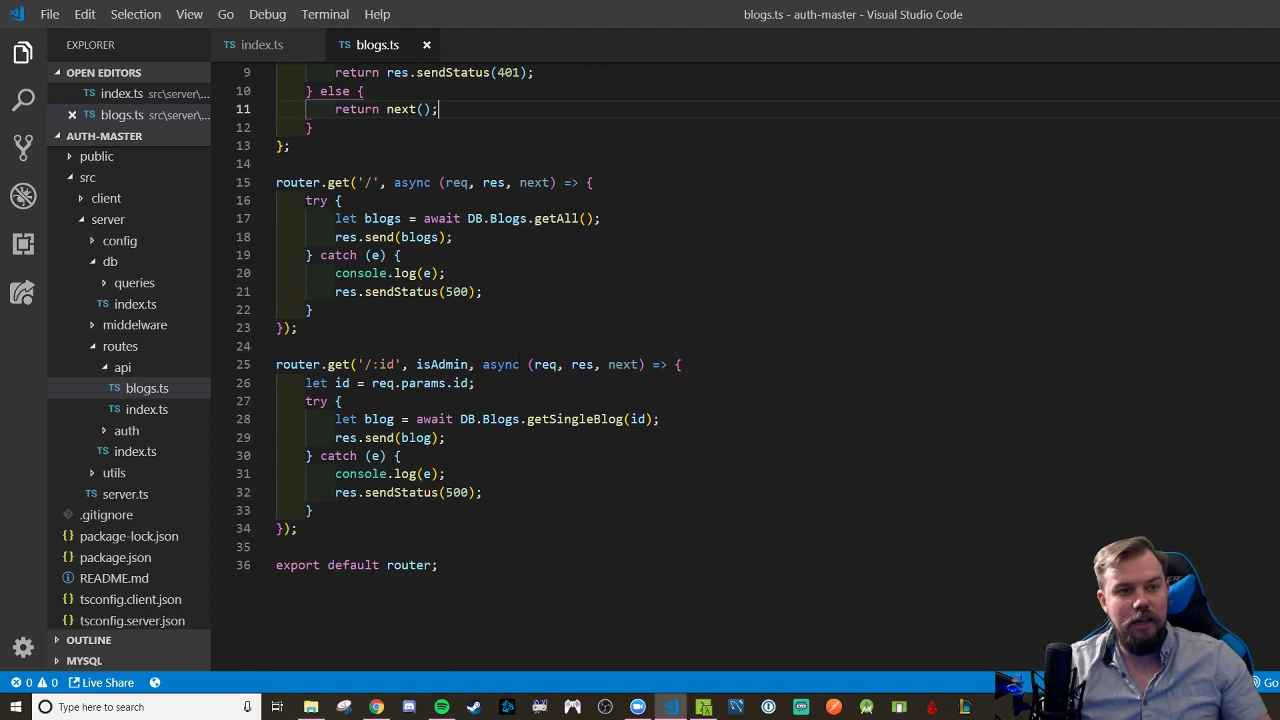 File Edit Selection View Go Debug Terminal Help
blogs.ts - auth-master - Visual Studio Code
EXPLORER
TS index.ts
TS blogs.ts ×
OPEN EDITORS
TS index.ts src\server\...
× TS blogs.ts src\server\...
AUTH-MASTER
public
src
client
server
config
db
queries
TS index.ts
middelware
routes
api
TS blogs.ts
TS index.ts
auth
TS index.ts
utils
TS server.ts
.gitignore
{} package-lock.json
{} package.json
README.md
{} tsconfig.client.json
{} tsconfig.server.json
OUTLINE
MYSQL
9 return res.sendStatus(401);
10 } else {
11 return next();
12 }
13 };
14
15 router.get('/', async (req, res, next) => {
16 try {
17 let blogs = await DB.Blogs.getAll();
18 res.send(blogs);
19 } catch (e) {
20 console.log(e);
21 res.sendStatus(500);
22 }
23 });
24
25 router.get('/:id', isAdmin, async (req, res, next) => {
26 let id = req.params.id;
27 try {
28 let blog = await DB.Blogs.getSingleBlog(id);
29 res.send(blog);
30 } catch (e) {
31 console.log(e);
32 res.sendStatus(500);
33 }
34 });
35
36 export default router;
0 0 Live Share
Go
Type here to search